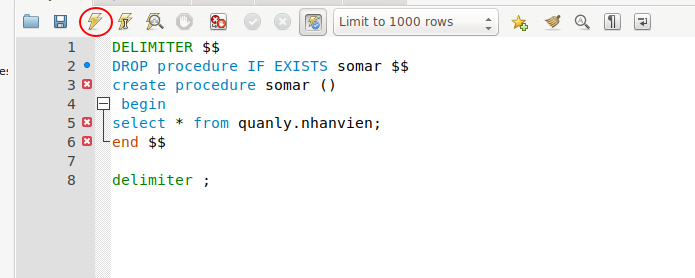 Limit to 1000 rows
1 DELIMITER $$
2 DROP procedure IF EXISTS somar $$
3 create procedure somar ()
4 begin
5 select * from quanly.nhanvien;
6 end $$
7
8 delimiter ;
es